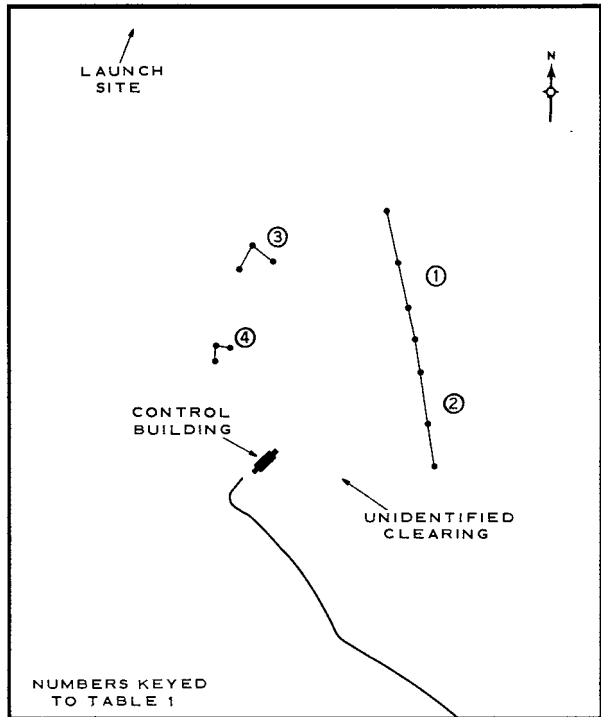 LAUNCH
SITE
N
③
①
④
②
CONTROL
BUILDING
UNIDENTIFIED
CLEARING
NUMBERS KEYED
TO TABLE 1